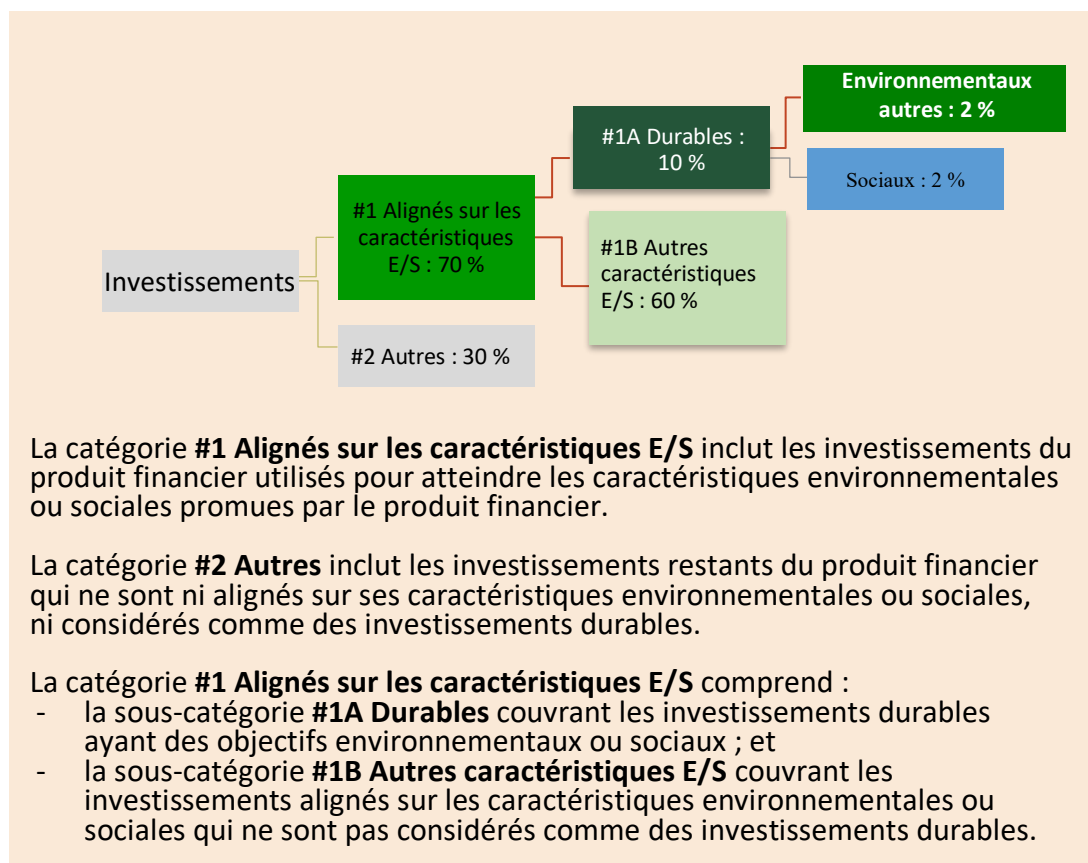 Environnementaux
autres : 2 %
#1A Durables :
10 %
Sociaux : 2 %
#1 Alignés sur les
caractéristiques
E/S : 70 %
#1B Autres
caractéristiques
E/S : 60 %
Investissements
#2 Autres : 30 %
La catégorie #1 Alignés sur les caractéristiques E/S inclut les investissements du
produit financier utilisés pour atteindre les caractéristiques environnementales
ou sociales promues par le produit financier.
La catégorie #2 Autres inclut les investissements restants du produit financier
qui ne sont ni alignés sur ses caractéristiques environnementales ou sociales,
ni considérés comme des investissements durables.
La catégorie #1 Alignés sur les caractéristiques E/S comprend :
- la sous-catégorie #1A Durables couvrant les investissements durables
ayant des objectifs environnementaux ou sociaux ; et
- la sous-catégorie #1B Autres caractéristiques E/S couvrant les
investissements alignés sur les caractéristiques environnementales ou
sociales qui ne sont pas considérés comme des investissements durables.